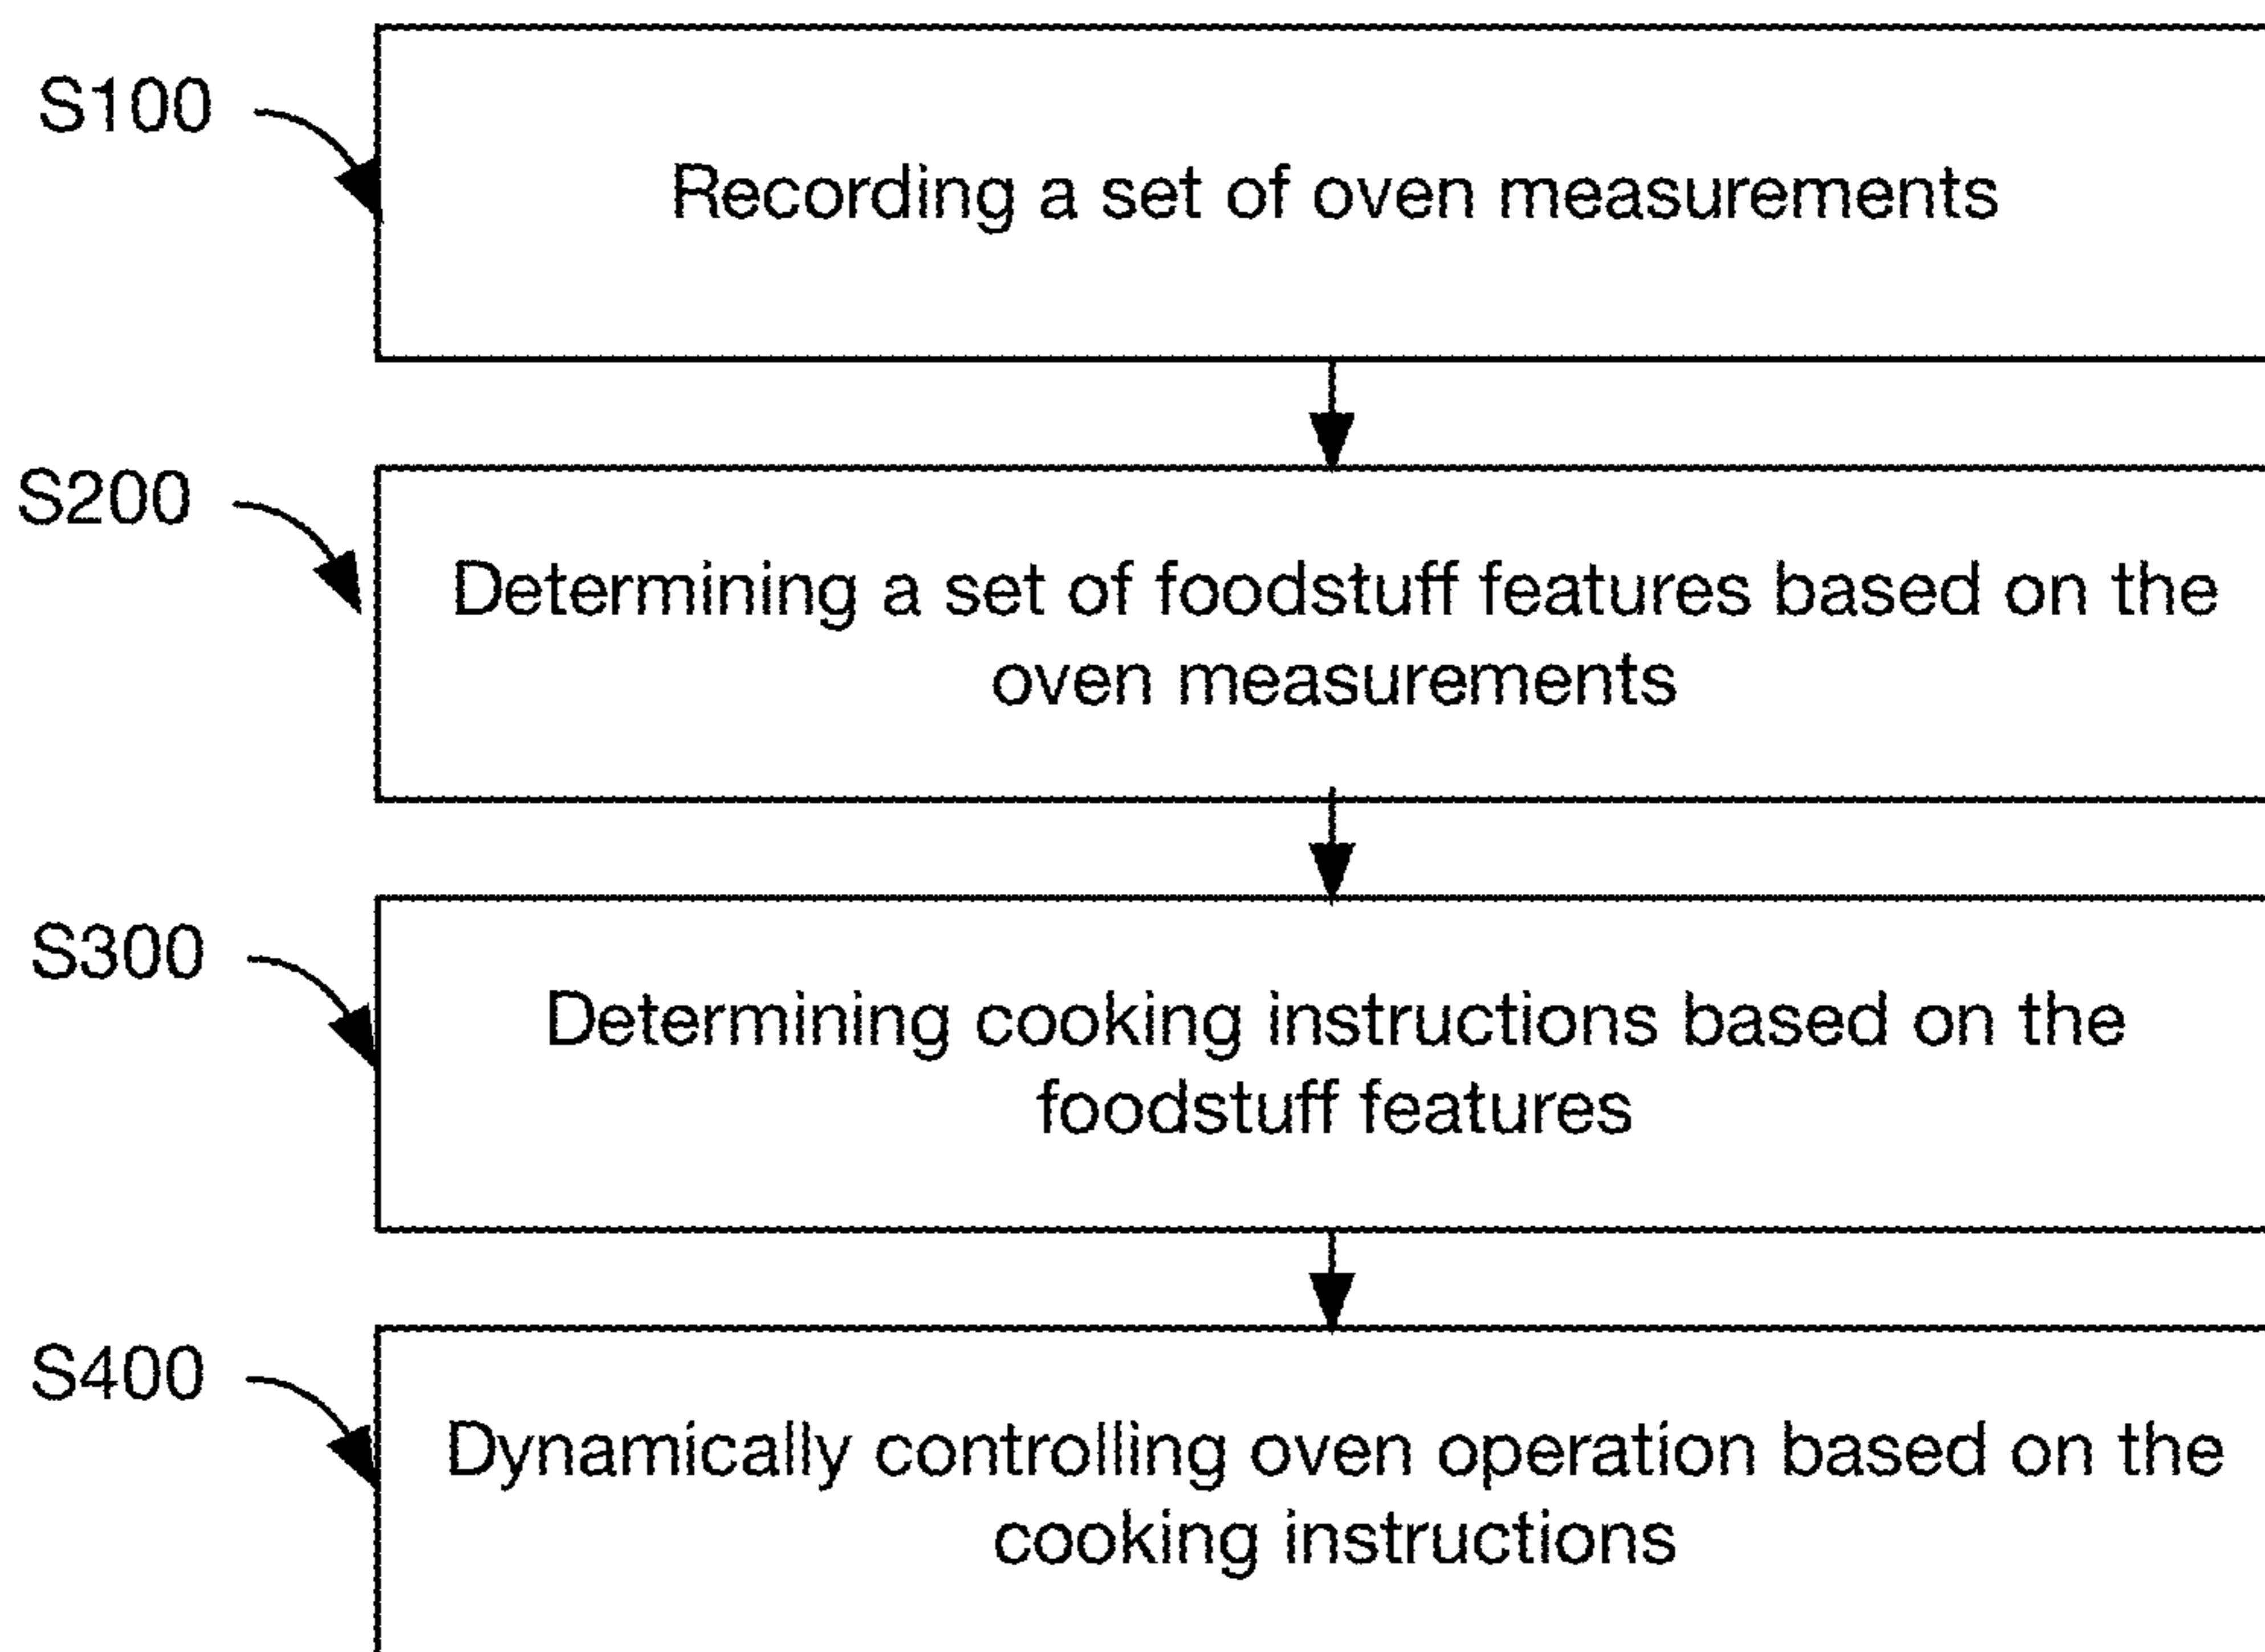 S100
Recording a set of oven measurements
S200
Determining a set of foodstuff features based on the
oven measurements
S300
Determining cooking instructions based on the
foodstuff features
S400
Dynamically controlling oven operation based on the
cooking instructions